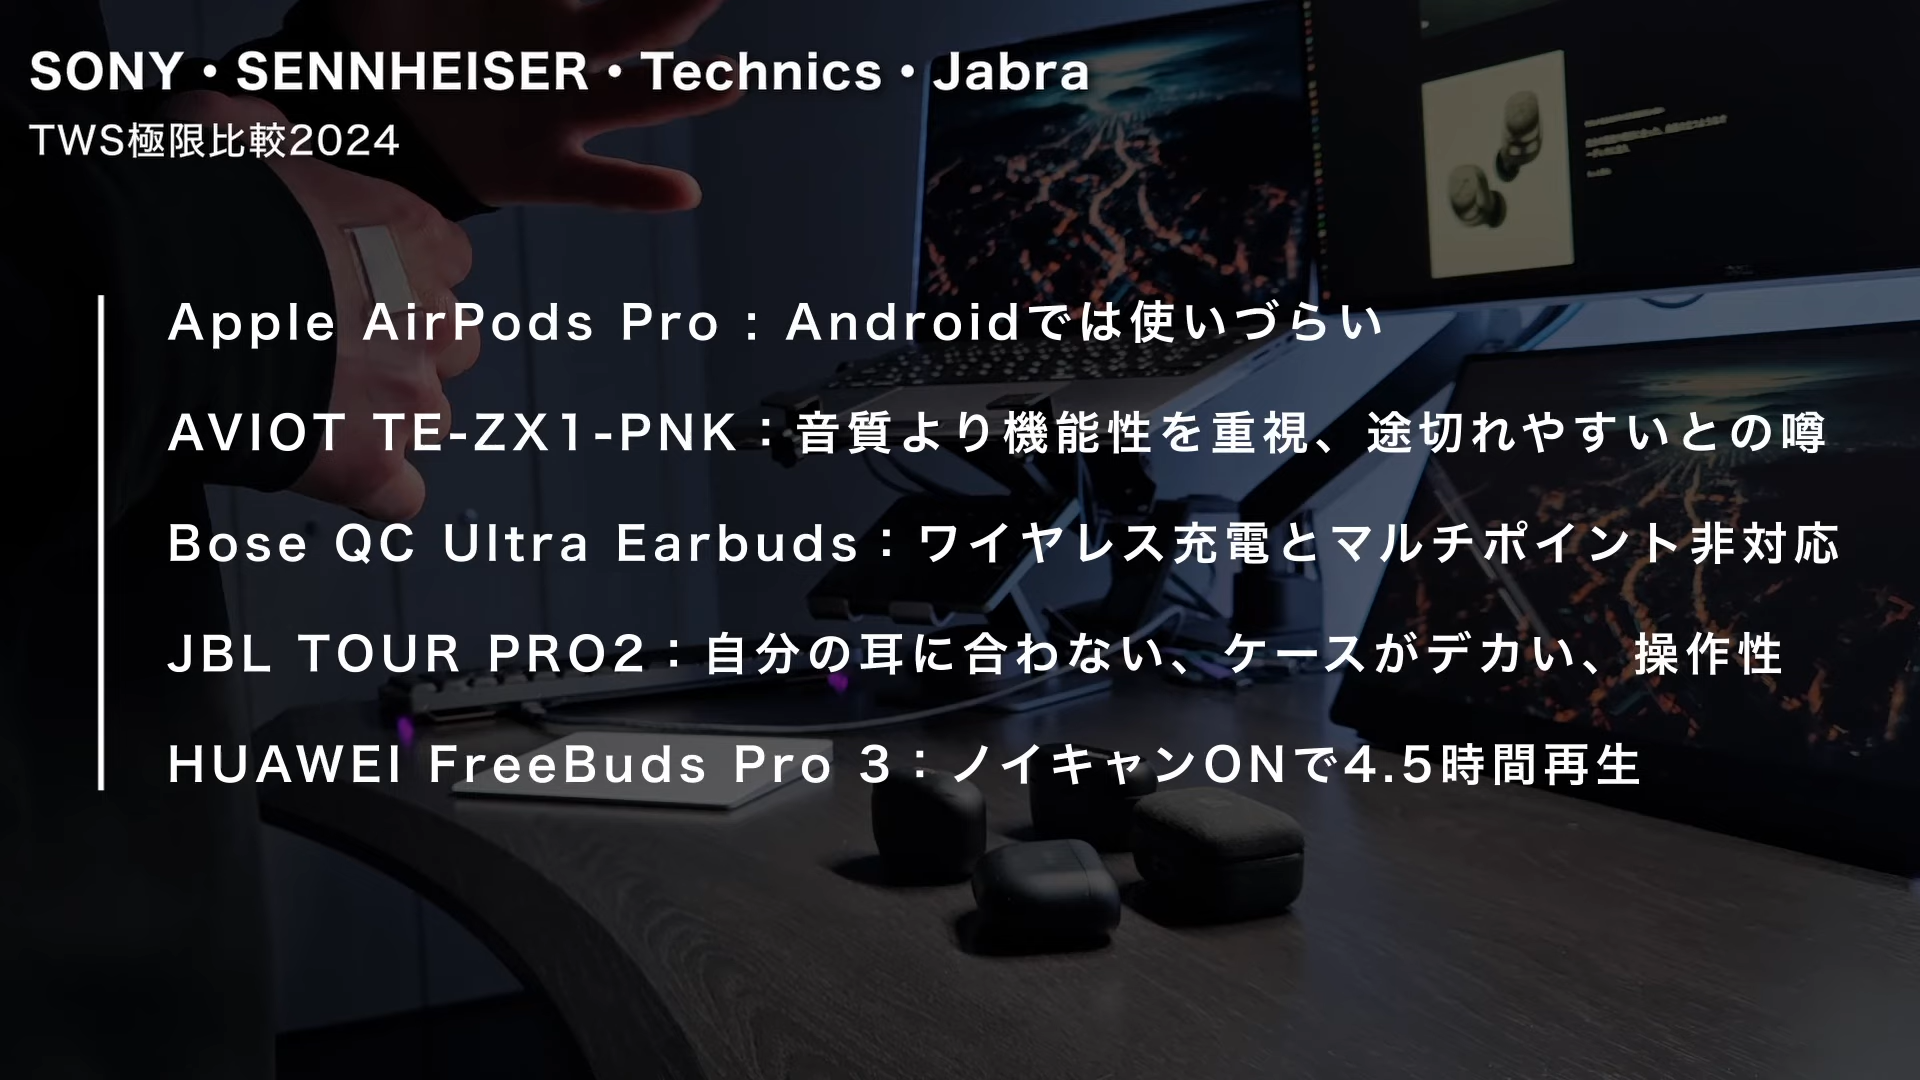 SONY・SENNHEISER・Technics・Jabra
TWS極限比較2024
Apple AirPods Pro：Androidでは使いづらい
AVIOT TE-ZX1-PNK：音質より機能性を重視、途切れやすいとの噂
Bose QC Ultra Earbuds：ワイヤレス充電とマルチポイント非対応
JBL TOUR PRO2：自分の耳に合わない、ケースがデカい、操作性
HUAWEI FreeBuds Pro 3：ノイキャンONで4.5時間再生